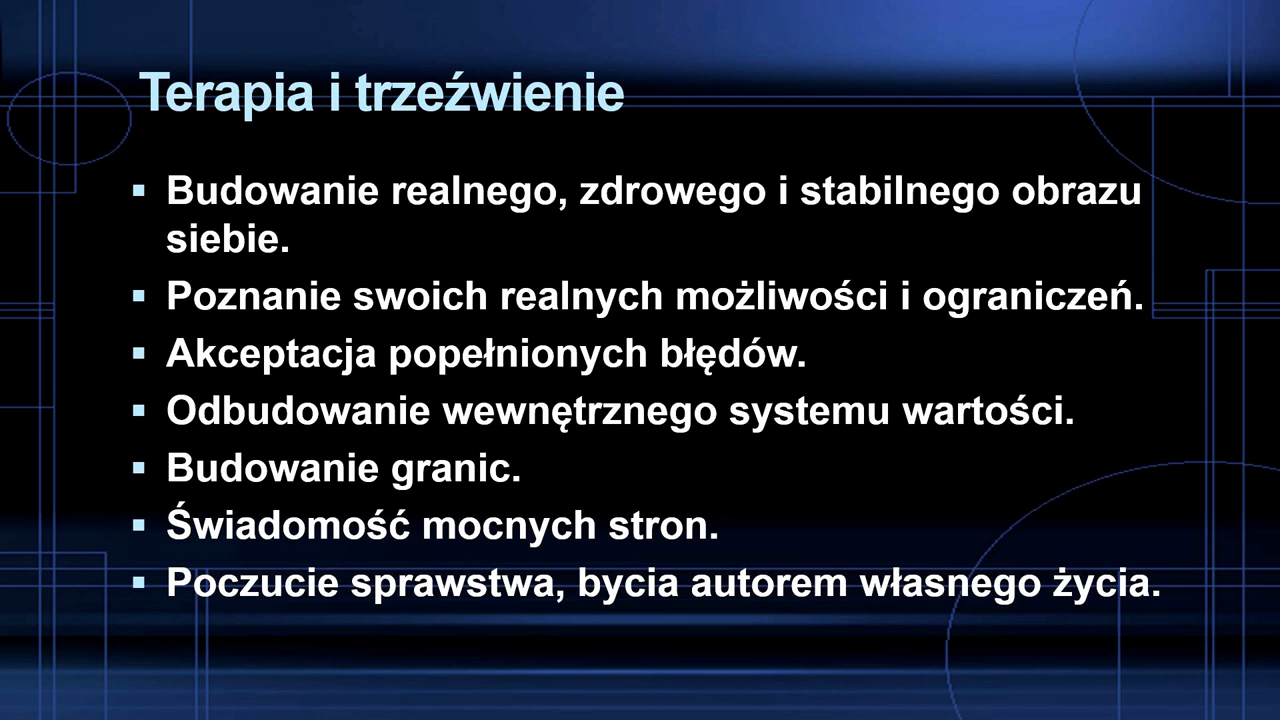 Terapia i trzeźwienie
▪ Budowanie realnego, zdrowego i stabilnego obrazu
siebie.
▪ Poznanie swoich realnych możliwości i ograniczeń.
▪ Akceptacja popełnionych błędów.
▪ Odbudowanie wewnętrznego systemu wartości.
▪ Budowanie granic.
▪ Świadomość mocnych stron.
▪ Poczucie sprawstwa, bycia autorem własnego życia.